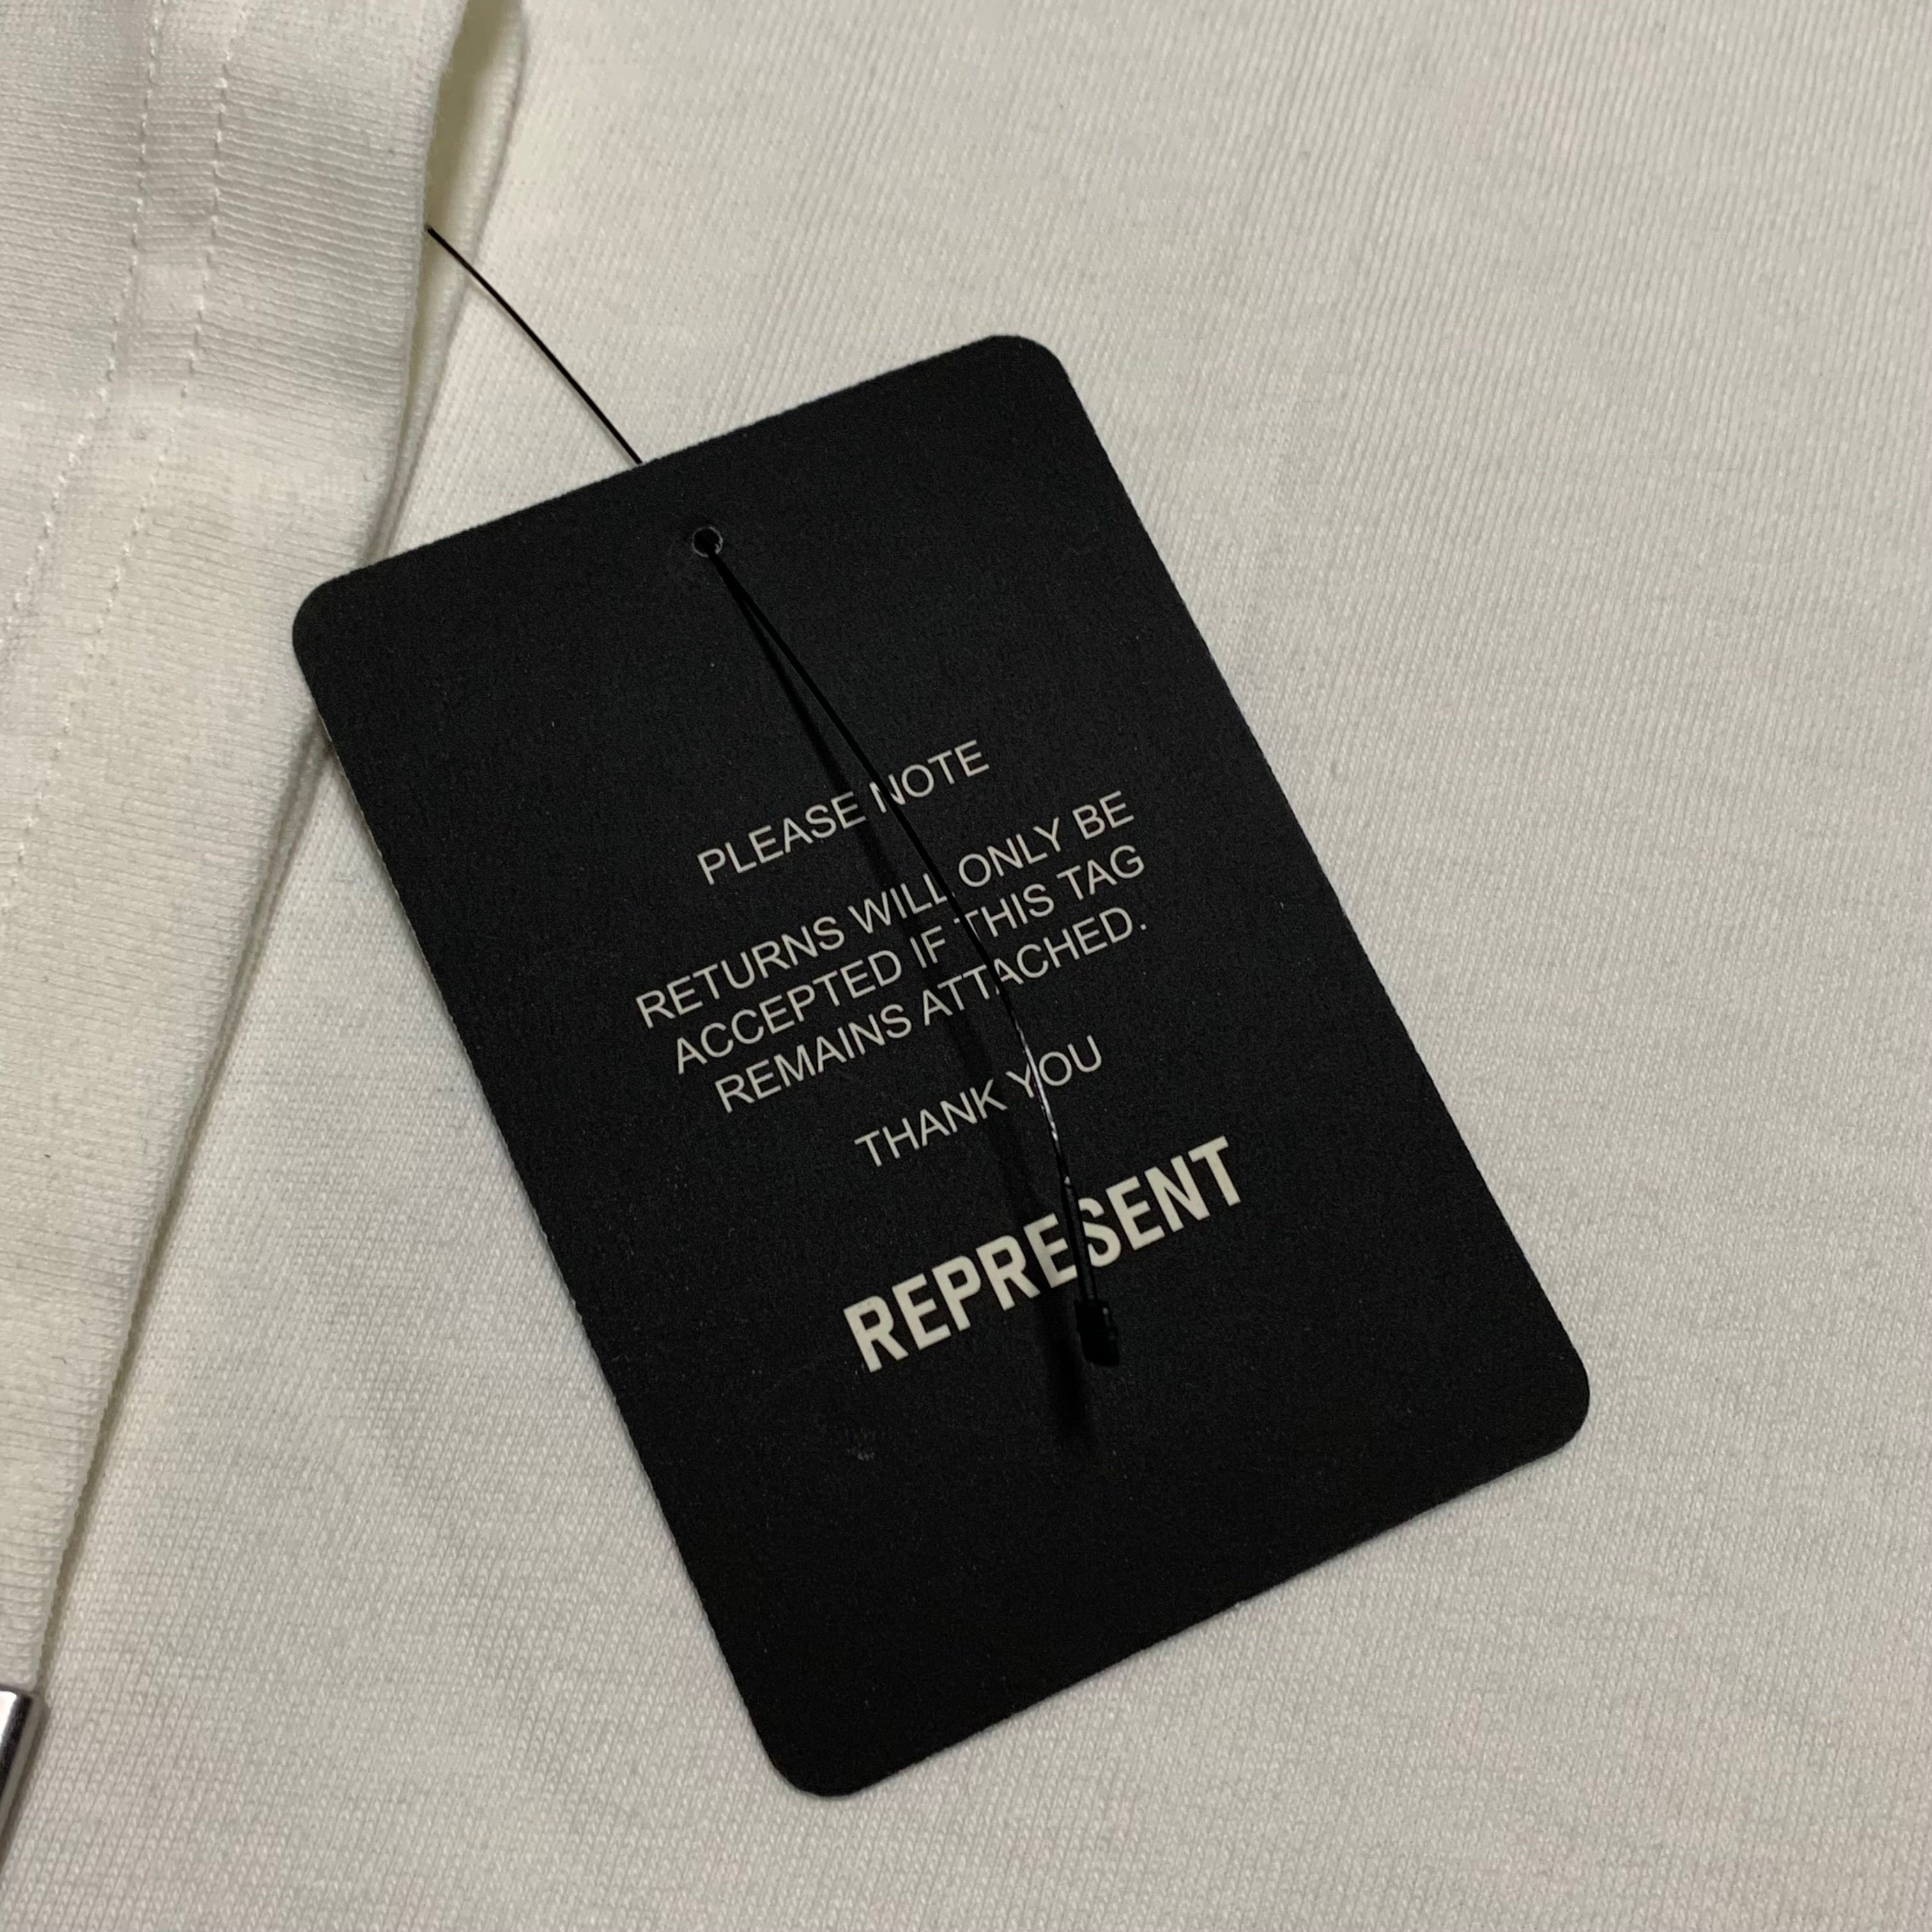 PLEASE NOTE
RETURNS WILL ONLY BE
ACCEPTED IF THIS TAG
REMAINS ATTACHED.
THANK YOU
REPRESENT